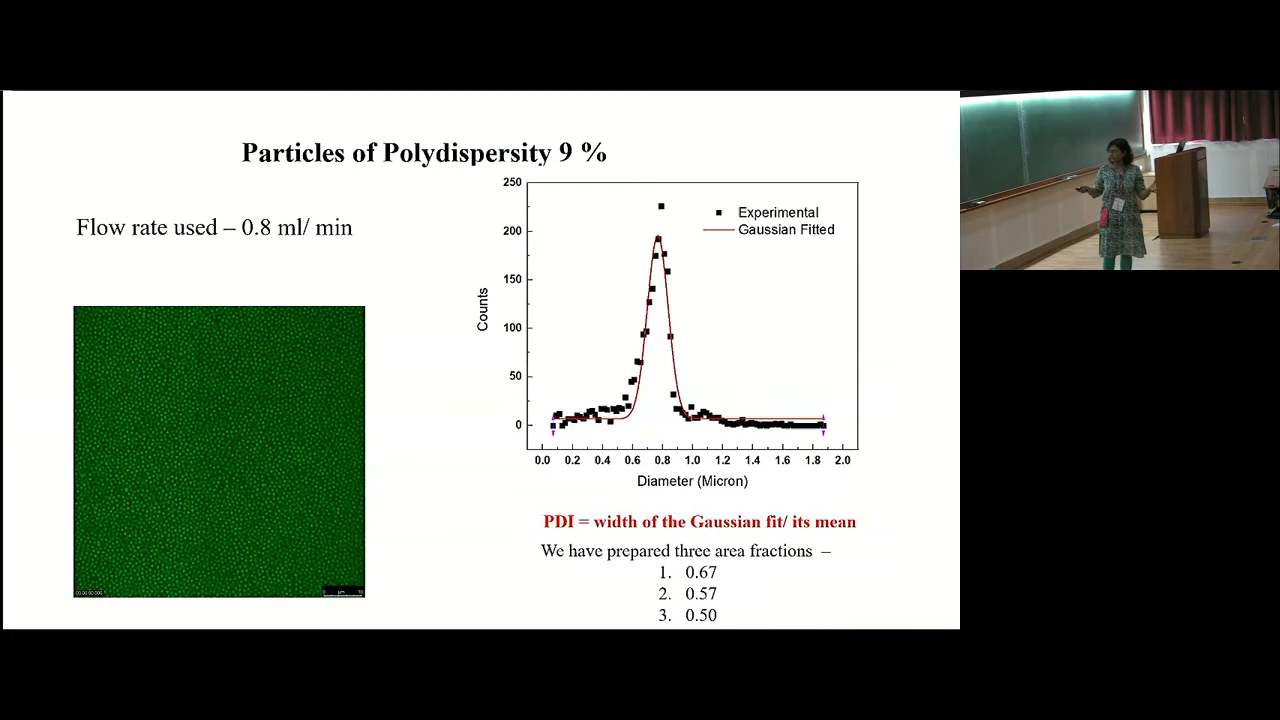 Particles of Polydispersity 9 %
Flow rate used – 0.8 ml/ min
250
200
150
100
50
0
Counts
Experimental
Gaussian Fitted
0.0 0.2 0.4 0.6 0.8 1.0 1.2 1.4 1.6 1.8 2.0
Diameter (Micron)
PDI = width of the Gaussian fit/ its mean
We have prepared three area fractions –
1. 0.67
2. 0.57
3. 0.50